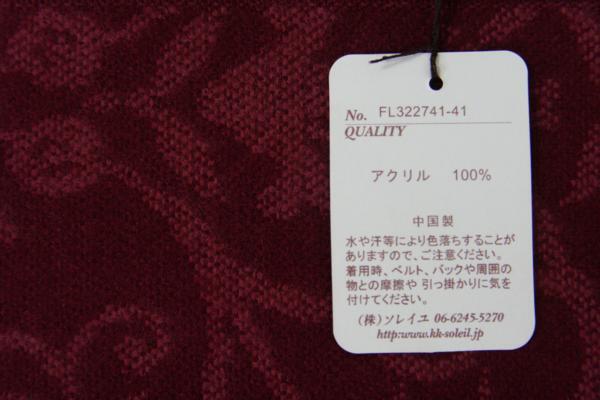 No. FL322741-41
QUALITY
アクリル 100%
中国製
水や汗等により色落ちすることが
ありますので、ご注意ください。
着用時、ベルト、バックや周囲の
物との摩擦や 引っ掛かりに気を
付けてください。
(株)ソレイユ 06-6245-5270
http:www.kk-soleil.jp